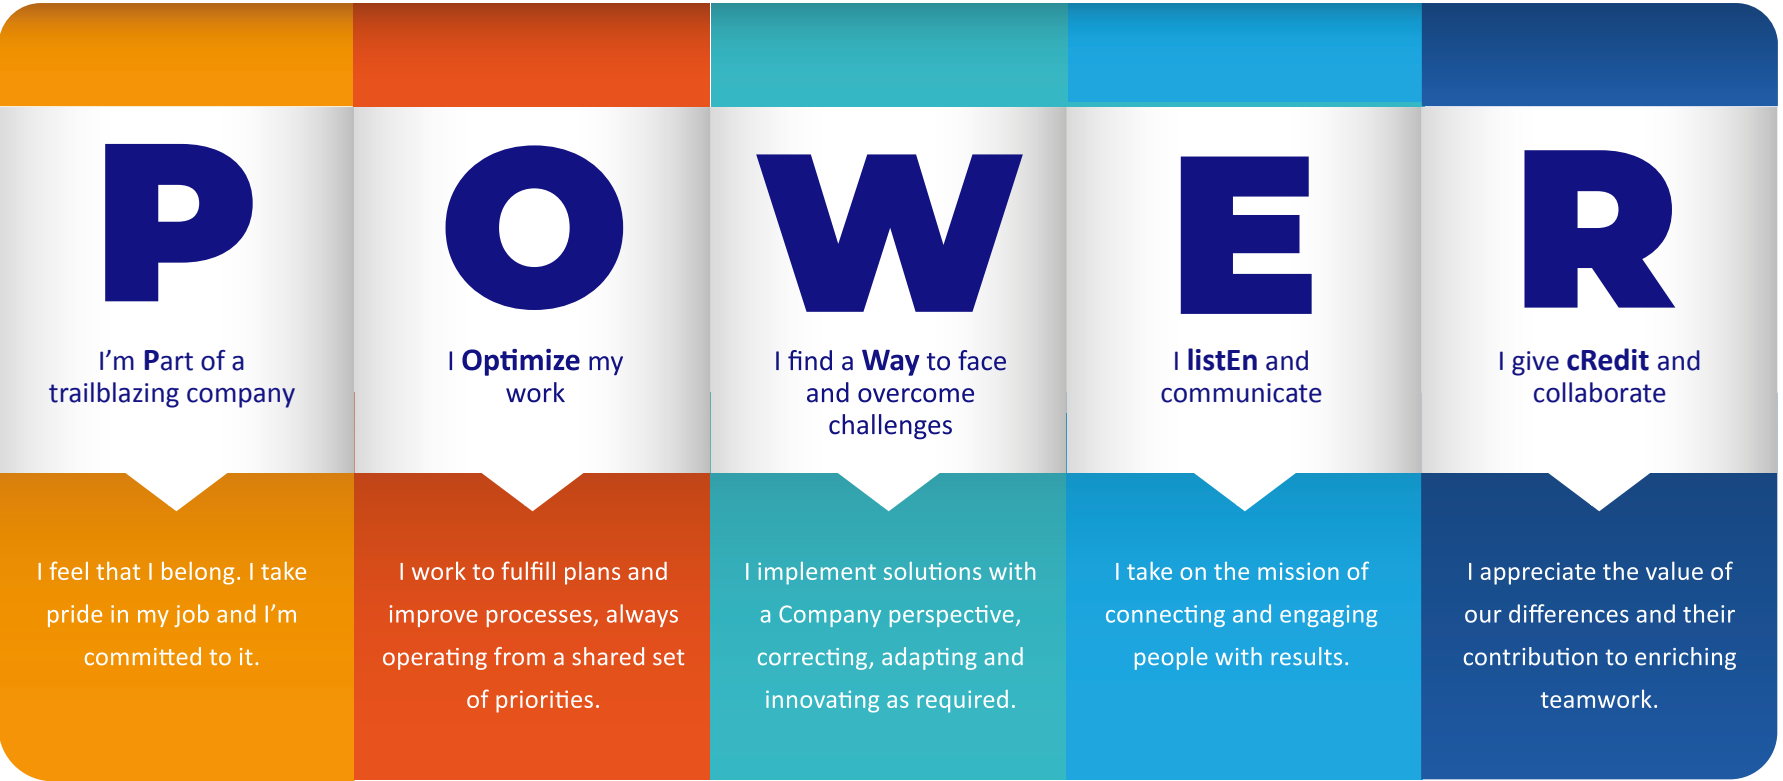 P
I'm Part of a
trailblazing company
I feel that I belong. I take
pride in my job and I'm
committed to it.
O
I Optimize my
work
I work to fulfill plans and
improve processes, always
operating from a shared set
of priorities.
W
I find a Way to face
and overcome
challenges
I implement solutions with
a Company perspective,
correcting, adapting and
innovating as required.
E
I listEn and
communicate
I take on the mission of
connecting and engaging
people with results.
R
I give cRedit and
collaborate
I appreciate the value of
our differences and their
contribution to enriching
teamwork.